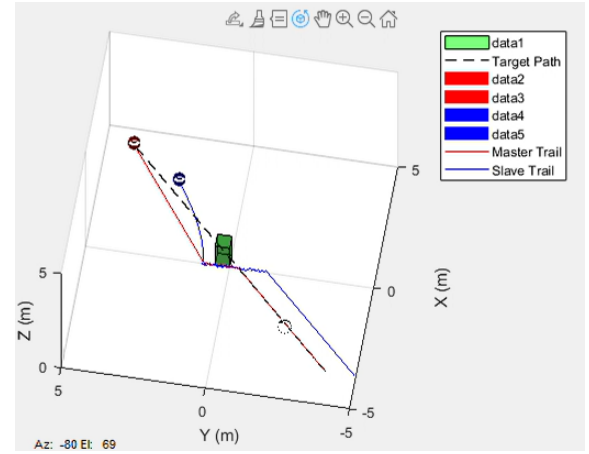 data1
Target Path
data2
data3
data4
data5
Master Trail
Slave Trail
5
0
-5
X (m)
5
0
Z (m)
5
0
-5
Y (m)
Az: -80 El: 69